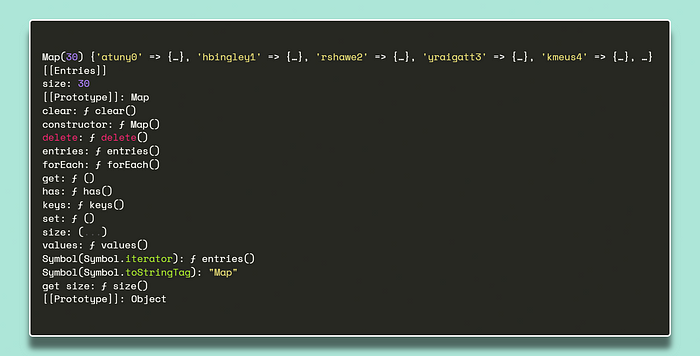 Map(30) {'atuny0' => {…}, 'hbingley1' => {…}, 'rshawe2' => {…}, 'yraigatt3' => {…}, 'kmeus4' => {…}, …}
[[Entries]]
size: 30
[[Prototype]]: Map
clear: ƒ clear()
constructor: ƒ Map()
delete: ƒ delete()
entries: ƒ entries()
forEach: ƒ forEach()
get: ƒ ()
has: ƒ has()
keys: ƒ keys()
set: ƒ ()
size: (...)
values: ƒ values()
Symbol(Symbol.iterator): ƒ entries()
Symbol(Symbol.toStringTag): "Map"
get size: ƒ size()
[[Prototype]]: Object